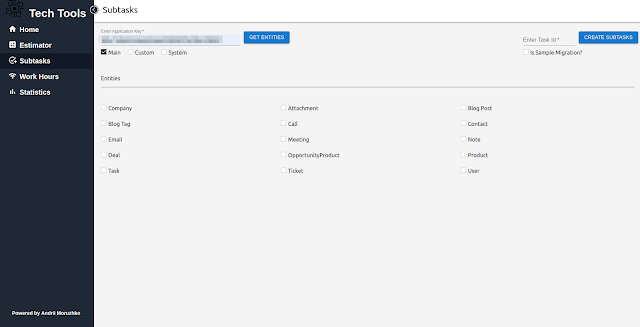 Tech Tools
Subtasks
Home
Estimator
Subtasks
Work Hours
Statistics
Enter Application Key *
GET ENTITIES
Enter Task Id *
CREATE SUBTASKS
Main Custom System
Is Sample Migration?
Entities
Company Attachment Blog Post
Blog Tag Call Contact
Email Meeting Note
Deal OpportunityProduct Product
Task Ticket User
Powered by Andrii Moruzhko